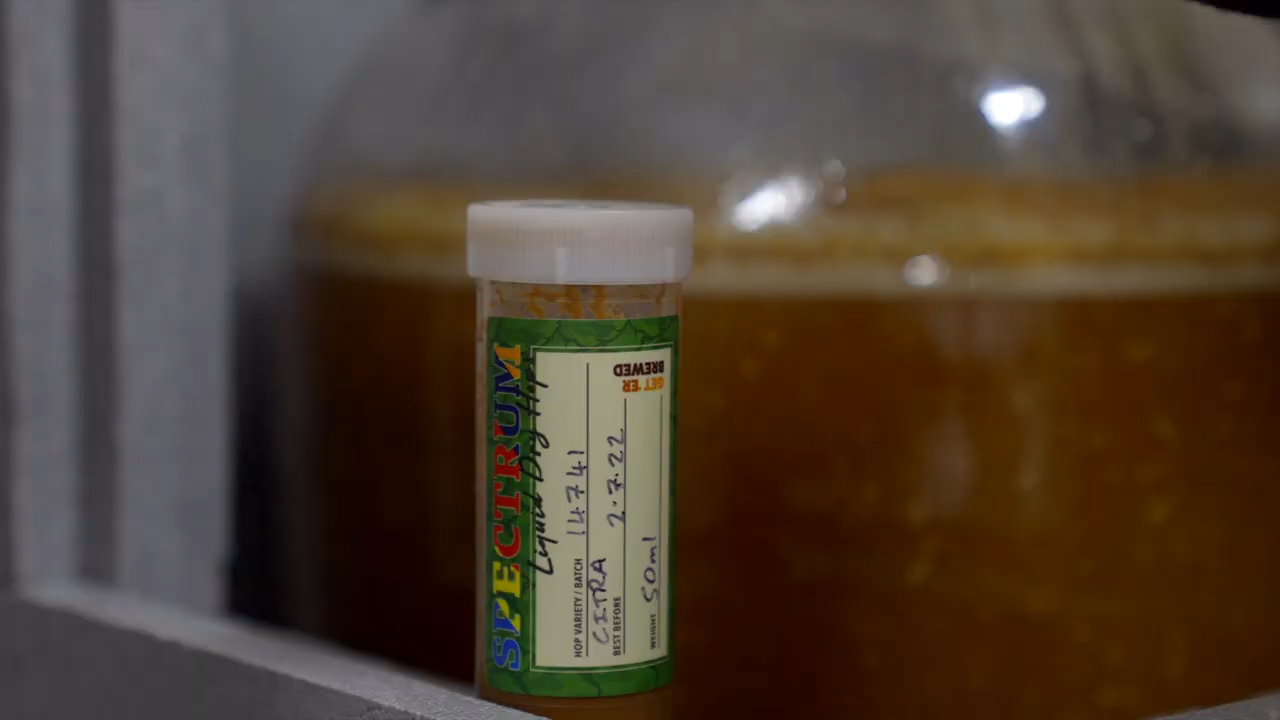 SPECTRUM
Liquid Dry Hop
GET 'ER
BREWED
HOP VARIETY / BATCH 14741
CITRA
BEST BEFORE 2.7.22
WEIGHT 50ml